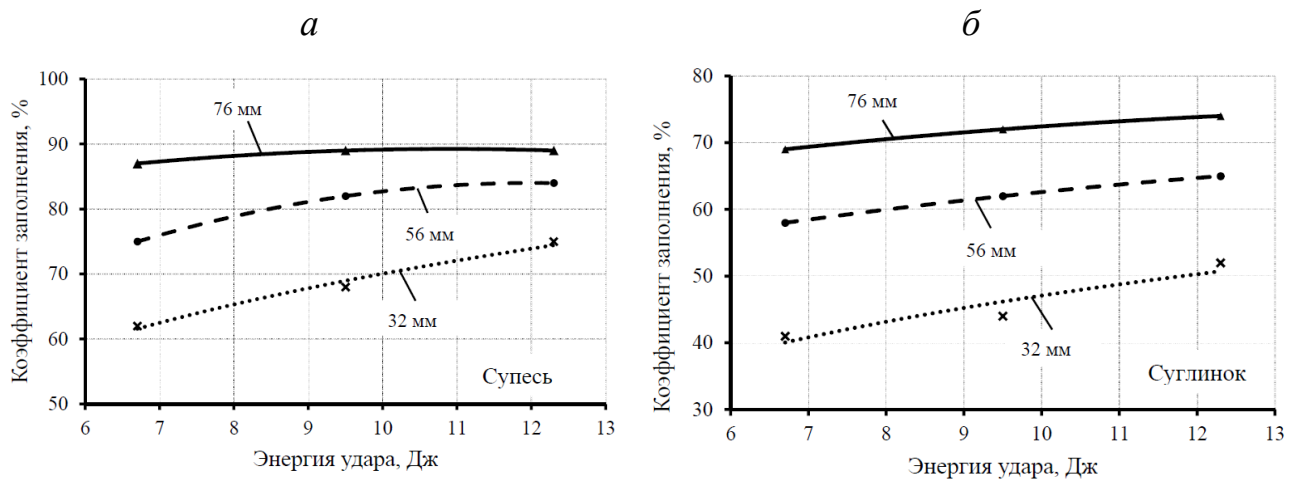 а
Коэффициент заполнения, %
100
90
80
70
60
50
76 мм
56 мм
32 мм
Супесь
6 7 8 9 10 11 12 13
Энергия удара, Дж
б
Коэффициент заполнения, %
80
70
60
50
40
30
76 мм
56 мм
32 мм
Суглинок
6 7 8 9 10 11 12 13
Энергия удара, Дж